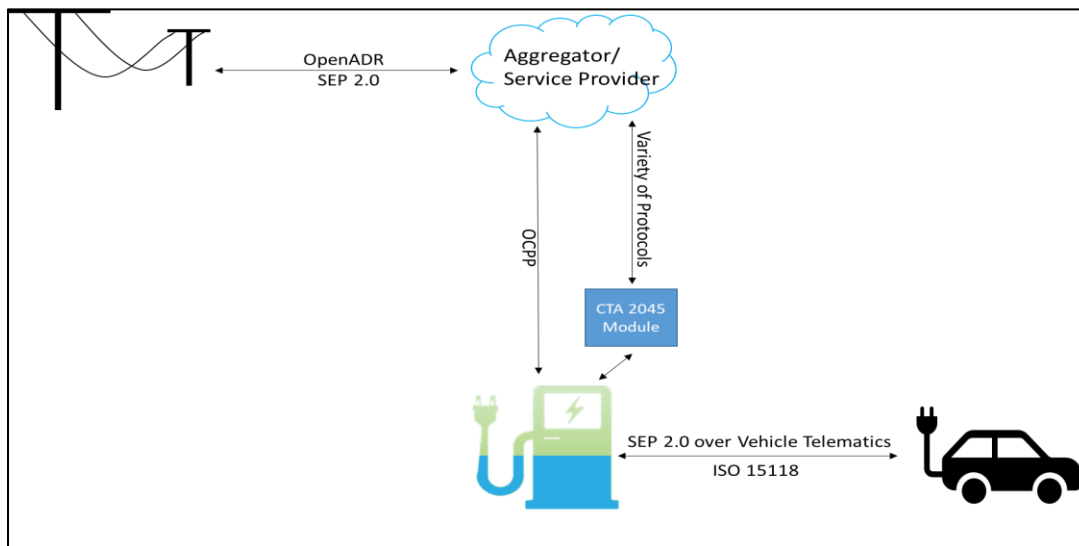 OpenADR
SEP 2.0
Aggregator/
Service Provider
OCPP
Variety of Protocols
CTA 2045
Module
SEP 2.0 over Vehicle Telematics
ISO 15118